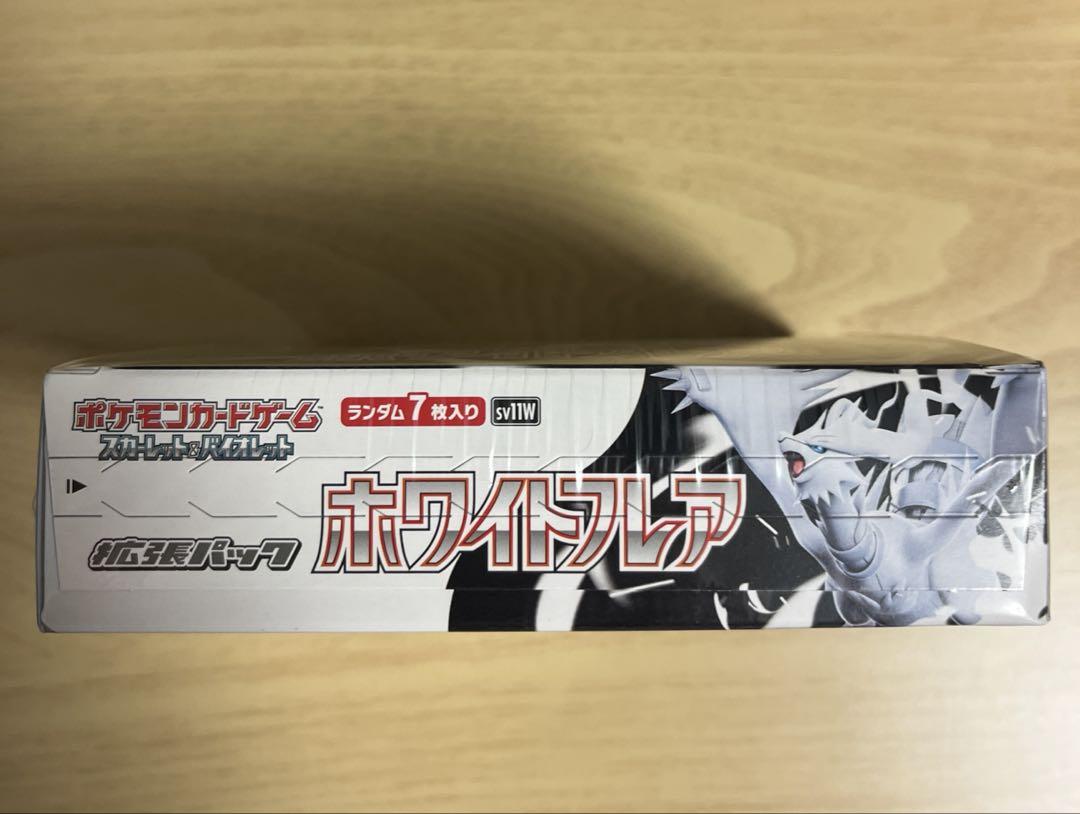 ポケモンカードゲーム™
スカーレット&バイオレット
ランダム7枚入り
sv11W
拡張パック
ホワイトフレア